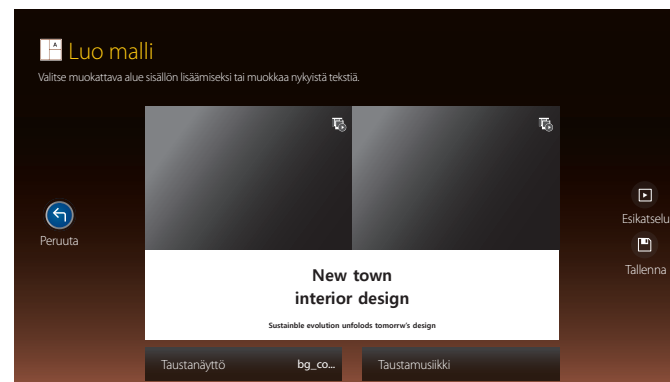 A
Luo malli
Valitse muokattava alue sisällön lisäämiseksi tai muokkaa nykyistä tekstiä.
Peruuta
Esikatselu
Tallenna
New town
interior design
Sustainble evolution unfolods tomorrw's design
Taustanäyttö bg_co...
Taustamusiikki